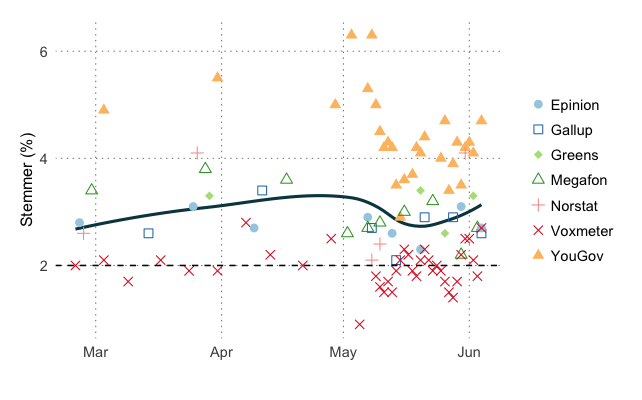 Stemmer (%)
6
4
2
Mar
Apr
May
Jun
Epinion
Gallup
Greens
Megafon
Norstat
Voxmeter
YouGov